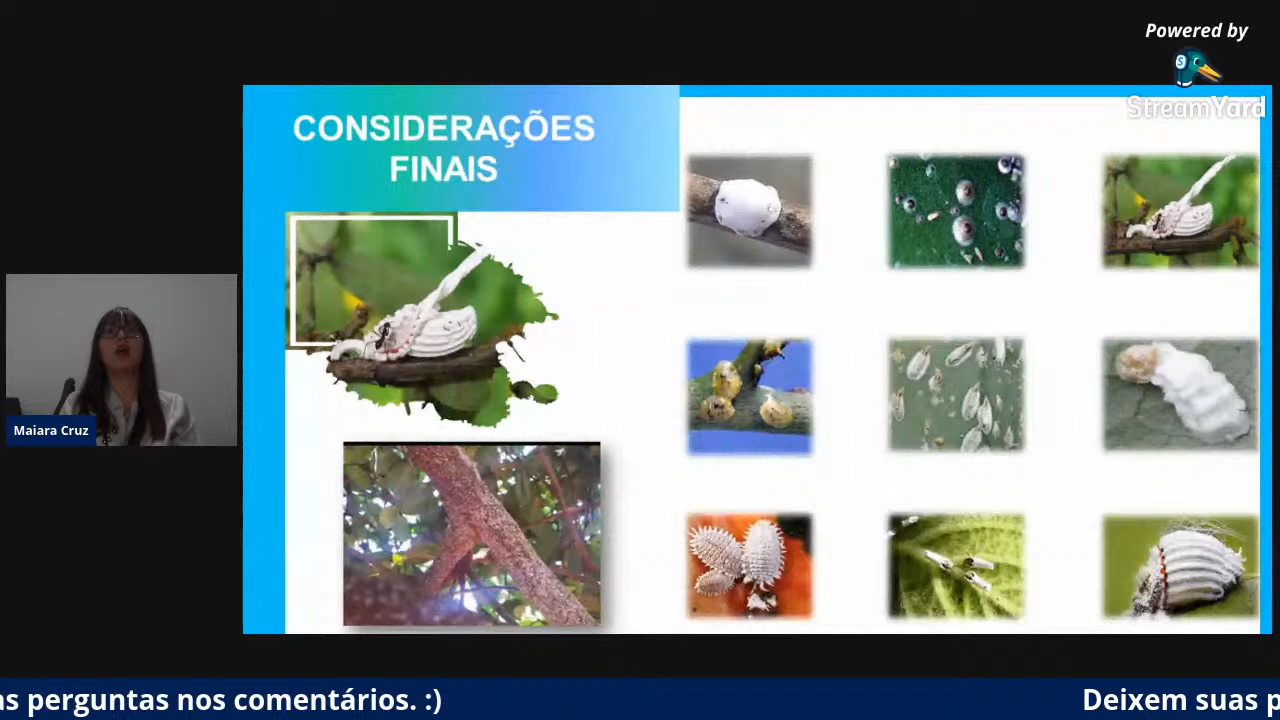 Powered by
StreamYard
CONSIDERAÇÕES
FINAIS
Maiara Cruz
as perguntas nos comentários. :)
Deixem suas p